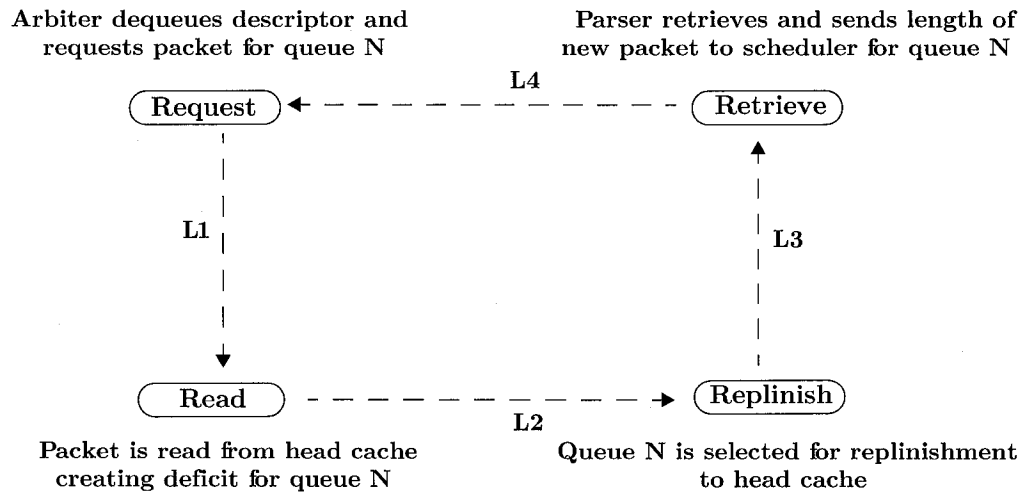 Arbiter dequeues descriptor and
requests packet for queue N
Parser retrieves and sends length of
new packet to scheduler for queue N
L4
Request
Retrieve
L1
L3
Read
Replinish
L2
Packet is read from head cache
creating deficit for queue N
Queue N is selected for replinishment
to head cache